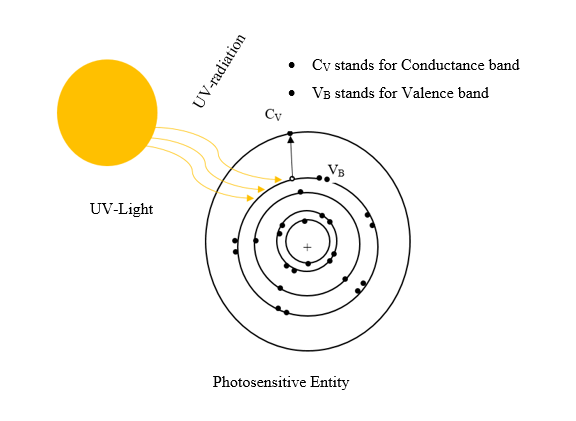 UV-radiation
• Cv stands for Conductance band
• VB stands for Valence band
Cv
VB
UV-Light
+
Photosensitive Entity